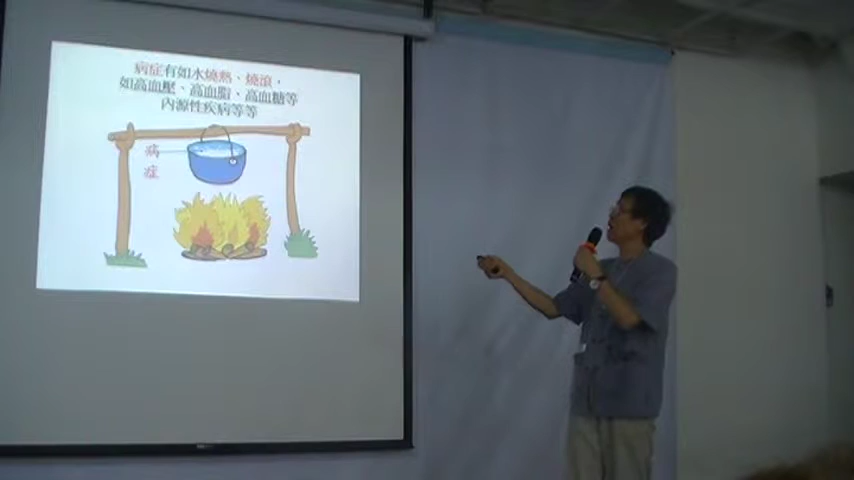 病症有如水燒熱、燒滾，
如高血壓、高血脂、高血糖等
內源性疾病等等
病
症